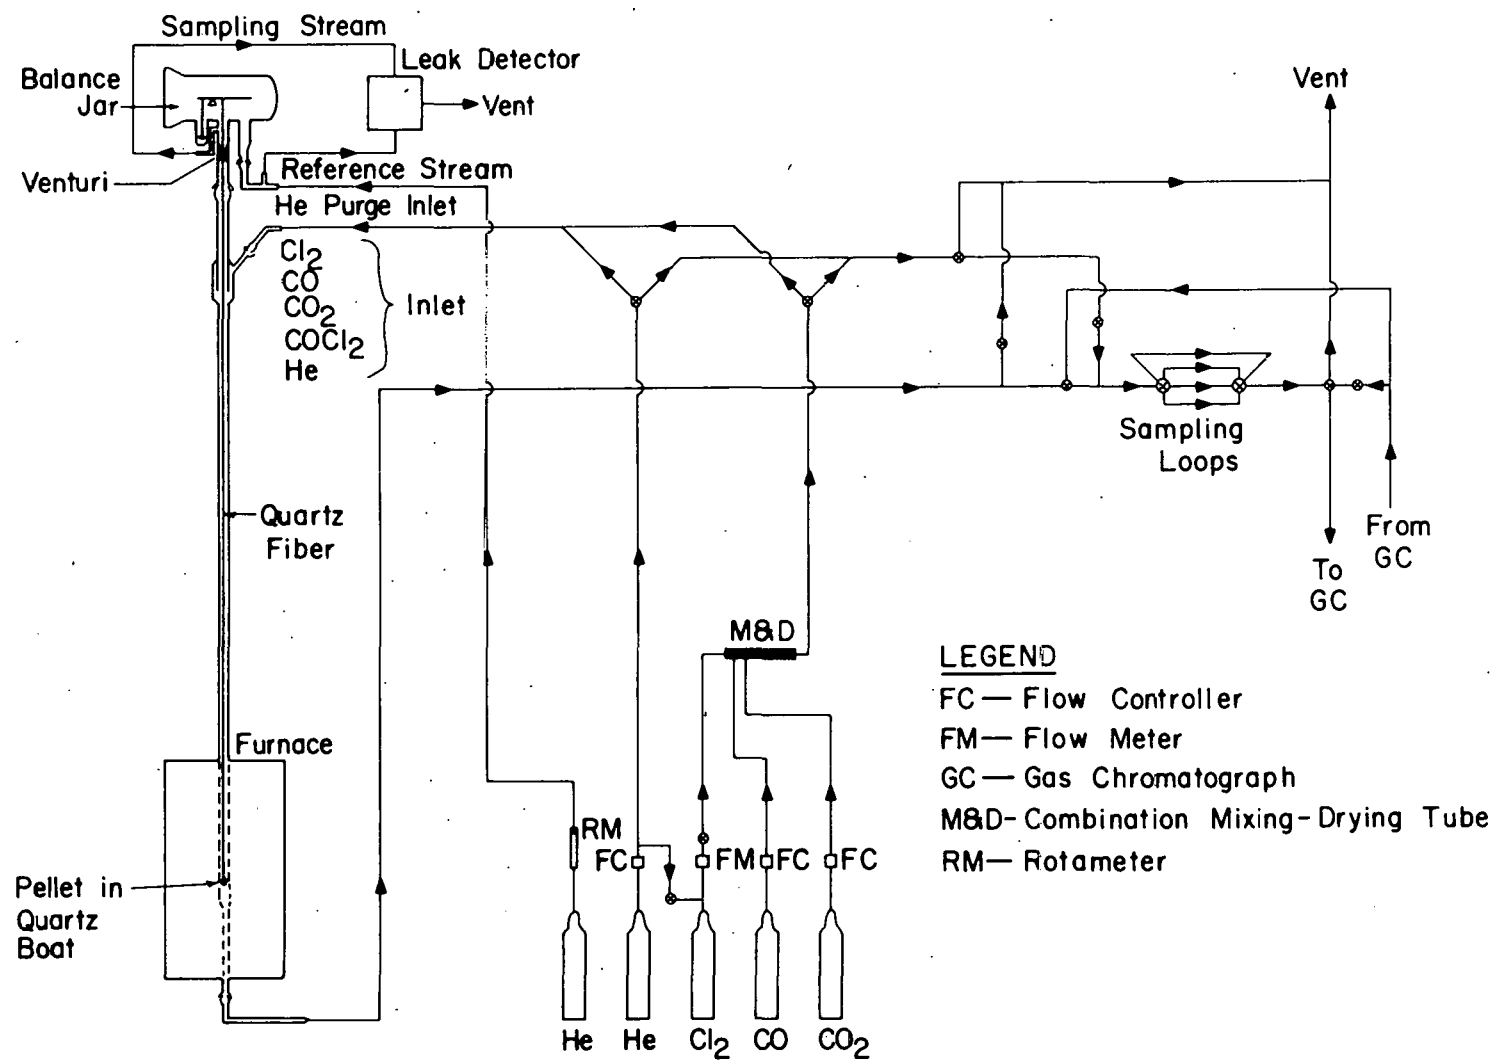 Sampling Stream
Leak Detector
Balance
Jar
Vent
Vent
Venturi
Reference Stream
He Purge Inlet
Cl2
CO
CO2
COCl2
He
Inlet
Sampling
Loops
Quartz
Fiber
From
GC
To
GC
M&D
Furnace
RM
FC
FM
FC
FC
Pellet in
Quartz
Boat
He
He
Cl2
CO
CO2
LEGEND
FC — Flow Controller
FM — Flow Meter
GC — Gas Chromatograph
M&D - Combination Mixing-Drying Tube
RM — Rotameter